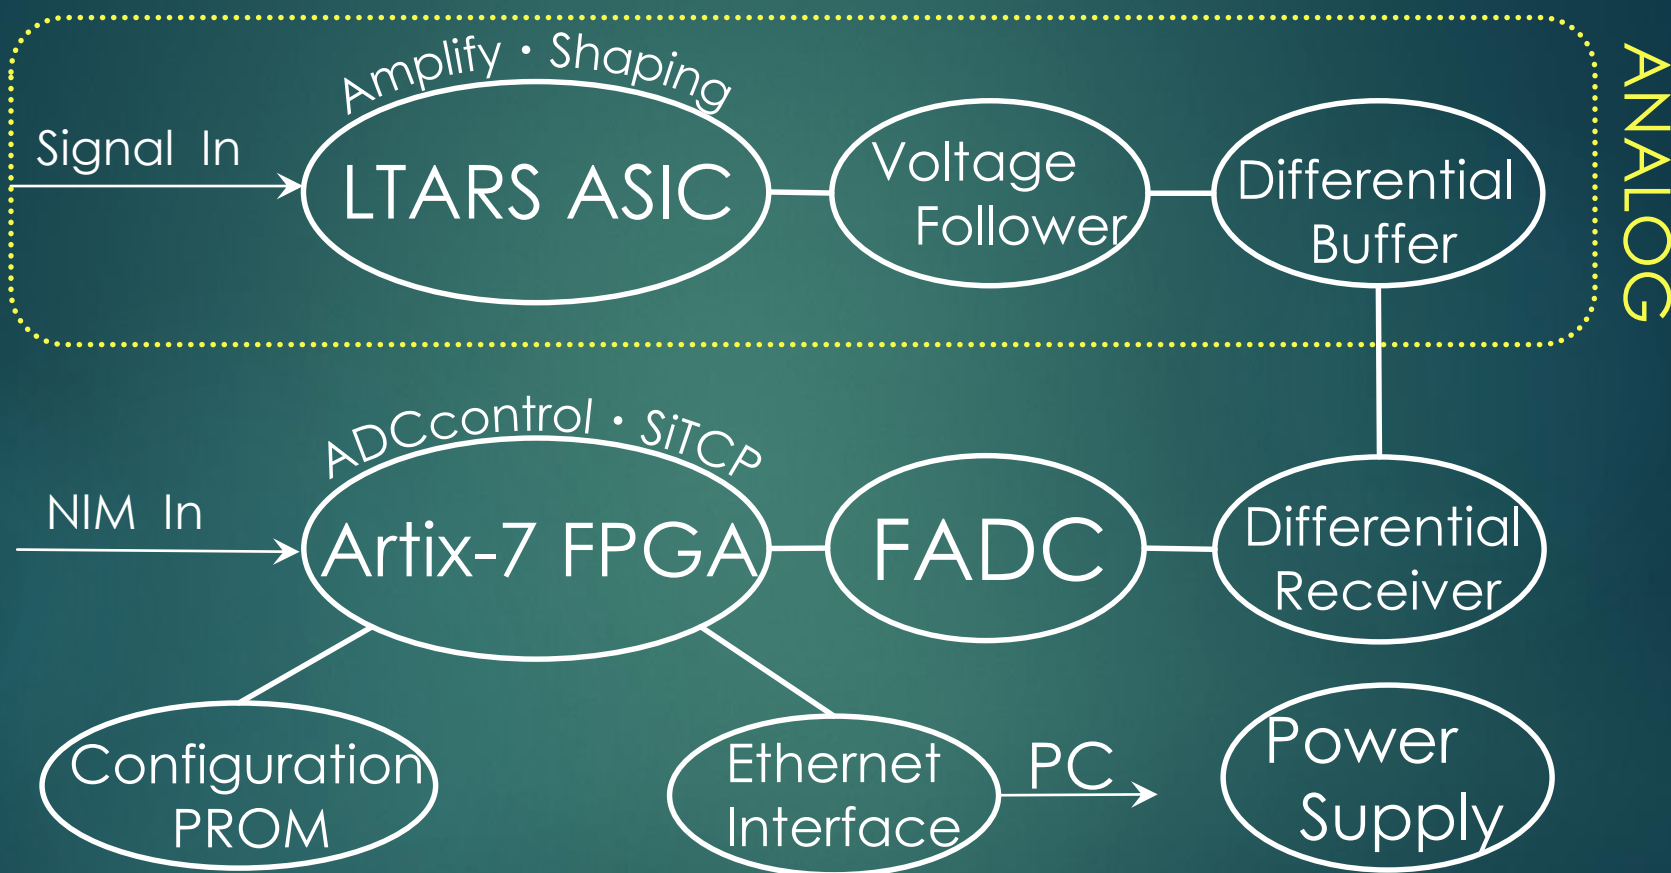 Amplify・Shaping
Signal In
LTARS ASIC
Voltage
Follower
Differential
Buffer
ANALOG
ADCcontrol・SiTCP
NIM In
Artix-7 FPGA
FADC
Differential
Receiver
Configuration
PROM
Ethernet
Interface
PC
Power
Supply